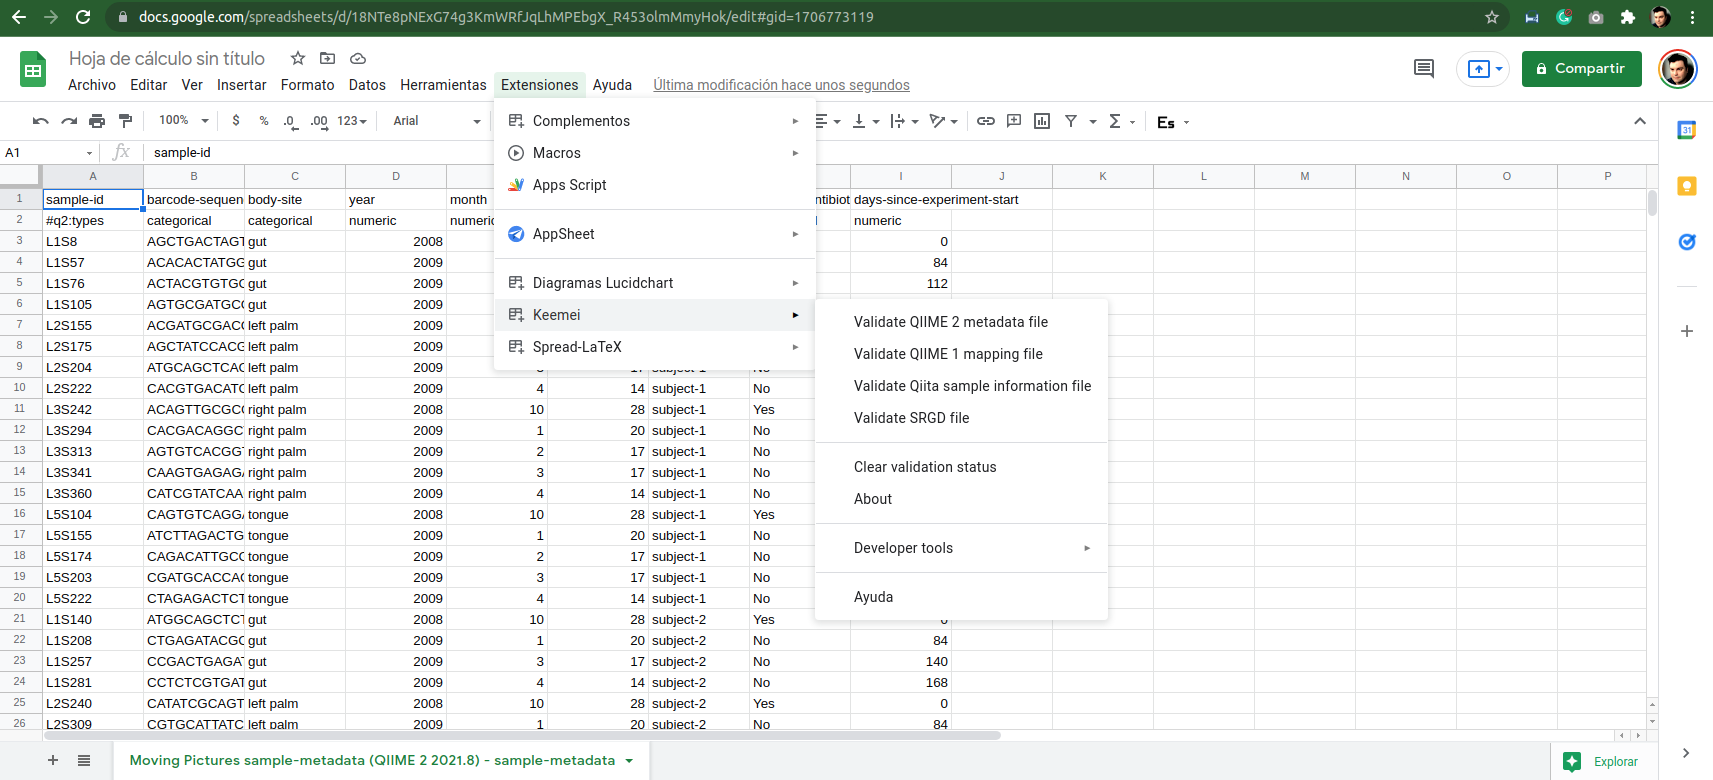 docs.google.com/spreadsheets/d/18NTe8pNExG74g3KmWRfJqLhMPEbgX_R453olmMmyHok/edit#gid=1706773119
Hoja de cálculo sin título
Archivo Editar Ver Insertar Formato Datos Herramientas Extensiones Ayuda Última modificación hace unos segundos
Compartir
100% $ % .0 .00 123 Arial Es
A1 fx sample-id
A B C D I J K L M N O P
1 sample-id barcode-sequen body-site year month ntibiot days-since-experiment-start
2 #q2:types categorical categorical numeric numeric numeric
3 L1S8 AGCTGACTAGT gut 2008 0
4 L1S57 ACACACTATGG gut 2009 84
5 L1S76 ACTACGTGTGC gut 2009 112
6 L1S105 AGTGCGATGC gut 2009
7 L2S155 ACGATGCGAC left palm 2009
8 L2S175 AGCTATCCACG left palm 2009
9 L2S204 ATGCAGCTCAC left palm 2009 17 subject-1 No
10 L2S222 CACGTGACATC left palm 2009 4 14 subject-1 No
11 L3S242 ACAGTTGCGC right palm 2008 10 28 subject-1 Yes
12 L3S294 CACGACAGGC right palm 2009 1 20 subject-1 No
13 L3S313 AGTGTCACGG right palm 2009 2 17 subject-1 No
14 L3S341 CAAGTGAGAG right palm 2009 3 17 subject-1 No
15 L3S360 CATCGTATCAA right palm 2009 4 14 subject-1 No
16 L5S104 CAGTGTCAGG tongue 2008 10 28 subject-1 Yes
17 L5S155 ATCTTAGACTG tongue 2009 1 20 subject-1 No
18 L5S174 CAGACATTGC tongue 2009 2 17 subject-1 No
19 L5S203 CGATGCACCA tongue 2009 3 17 subject-1 No
20 L5S222 CTAGAGACTCT tongue 2009 4 14 subject-1 No
21 L1S140 ATGGCAGCTCT gut 2008 10 28 subject-2 Yes 0
22 L1S208 CTGAGATACGC gut 2009 1 20 subject-2 No 84
23 L1S257 CCGACTGAGAT gut 2009 3 17 subject-2 No 140
24 L1S281 CCTCTCGTGAT gut 2009 4 14 subject-2 No 168
25 L2S240 CATATCGCAGT left palm 2008 10 28 subject-2 Yes 0
26 L2S309 CGTGCATTATC left palm 2009 1 20 subject-2 No 84
Complementos
Macros
Apps Script
AppSheet
Diagramas Lucidchart
Keemei
Spread-LaTeX
Validate QIIME 2 metadata file
Validate QIIME 1 mapping file
Validate Qiita sample information file
Validate SRGD file
Clear validation status
About
Developer tools
Ayuda
31
Moving Pictures sample-metadata (QIIME 2 2021.8) - sample-metadata
Explorar